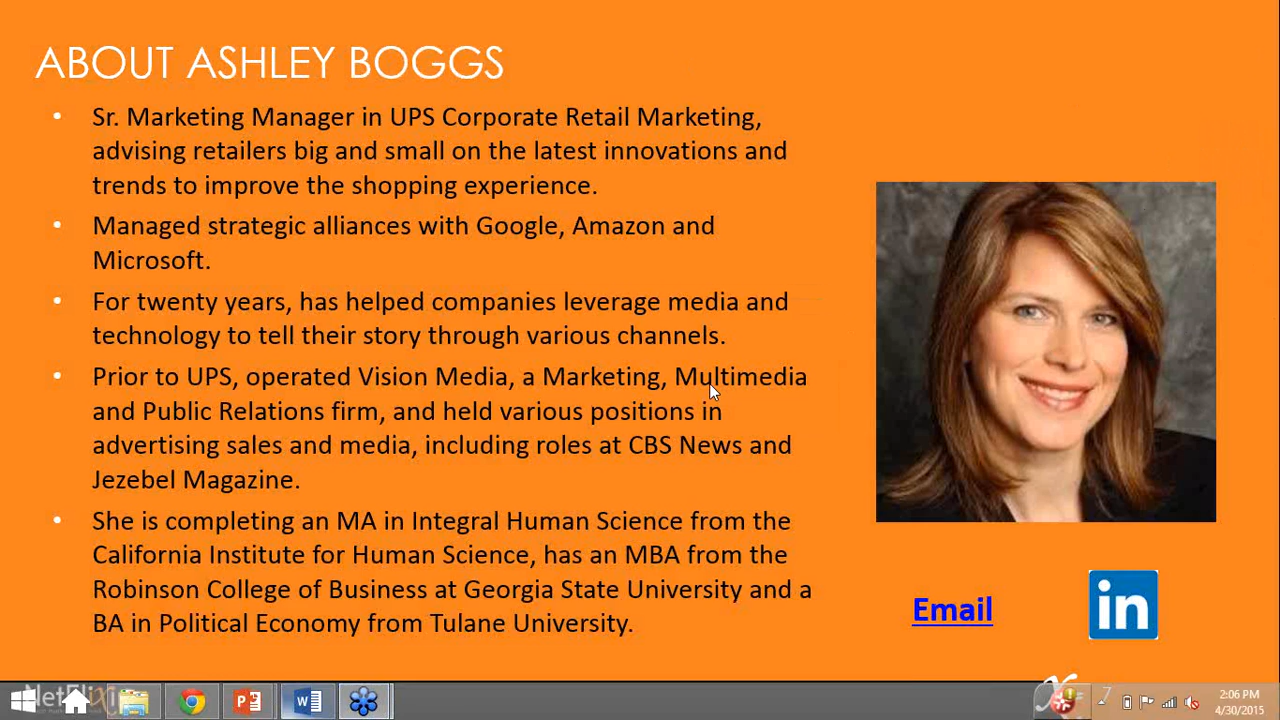 ABOUT ASHLEY BOGGS
• Sr. Marketing Manager in UPS Corporate Retail Marketing,
advising retailers big and small on the latest innovations and
trends to improve the shopping experience.
• Managed strategic alliances with Google, Amazon and
Microsoft.
• For twenty years, has helped companies leverage media and
technology to tell their story through various channels.
• Prior to UPS, operated Vision Media, a Marketing, Multimedia
and Public Relations firm, and held various positions in
advertising sales and media, including roles at CBS News and
Jezebel Magazine.
• She is completing an MA in Integral Human Science from the
California Institute for Human Science, has an MBA from the
Robinson College of Business at Georgia State University and a
BA in Political Economy from Tulane University.
Email
in
2:06 PM
4/30/2015